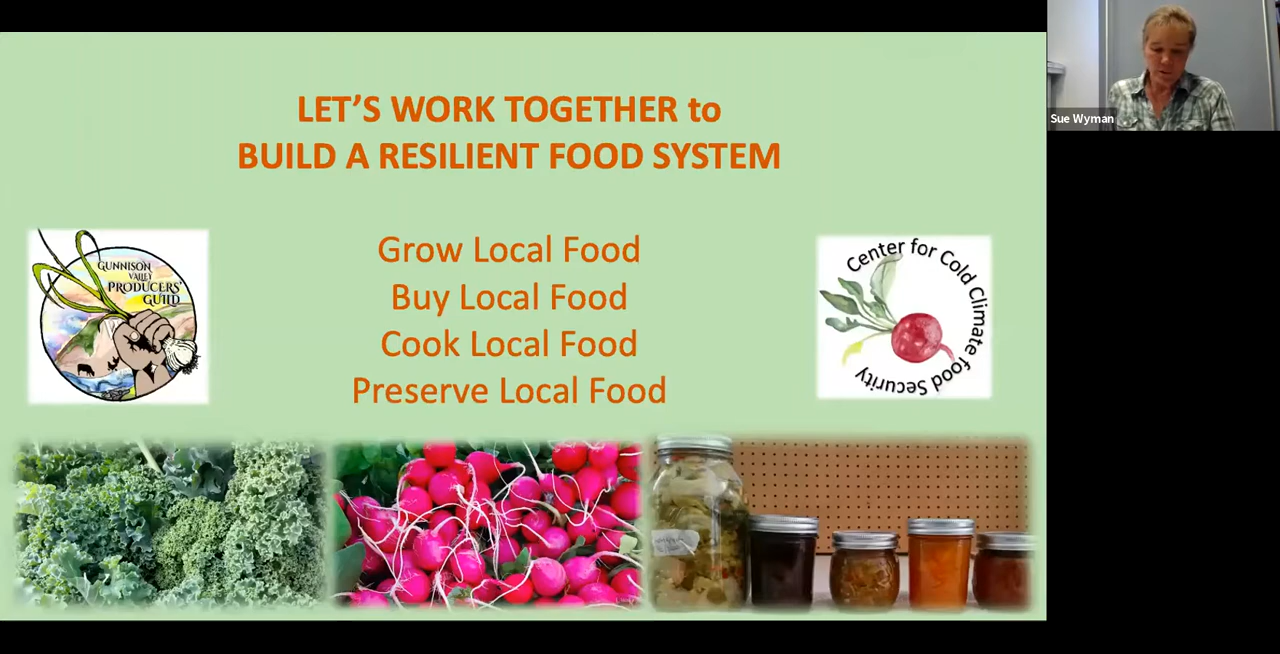 LET'S WORK TOGETHER to
BUILD A RESILIENT FOOD SYSTEM
Grow Local Food
Buy Local Food
Cook Local Food
Preserve Local Food
GUNNISON
VALLEY
PRODUCERS'
GUILD
Center for Cold Climate Food Security
Sue Wyman